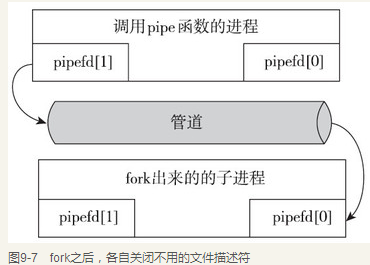 调用pipe函数的进程
pipefd[1] pipefd[0]
管道
fork出来的的子进程
pipefd[1] pipefd[0]
图9-7 fork之后，各自关闭不用的文件描述符